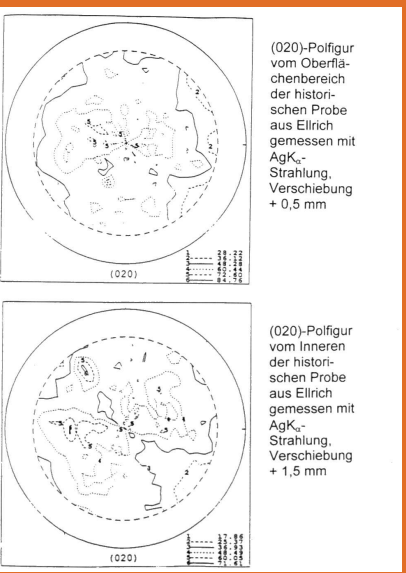 (020)-Polfigur
vom Oberflä-
chenbereich
der histori-
schen Probe
aus Ellrich
gemessen mit
AgKα-
Strahlung,
Verschiebung
+ 0,5 mm
(020)
(020)-Polfigur
vom Inneren
der histori-
schen Probe
aus Ellrich
gemessen mit
AgKα-
Strahlung,
Verschiebung
+ 1,5 mm
(020)